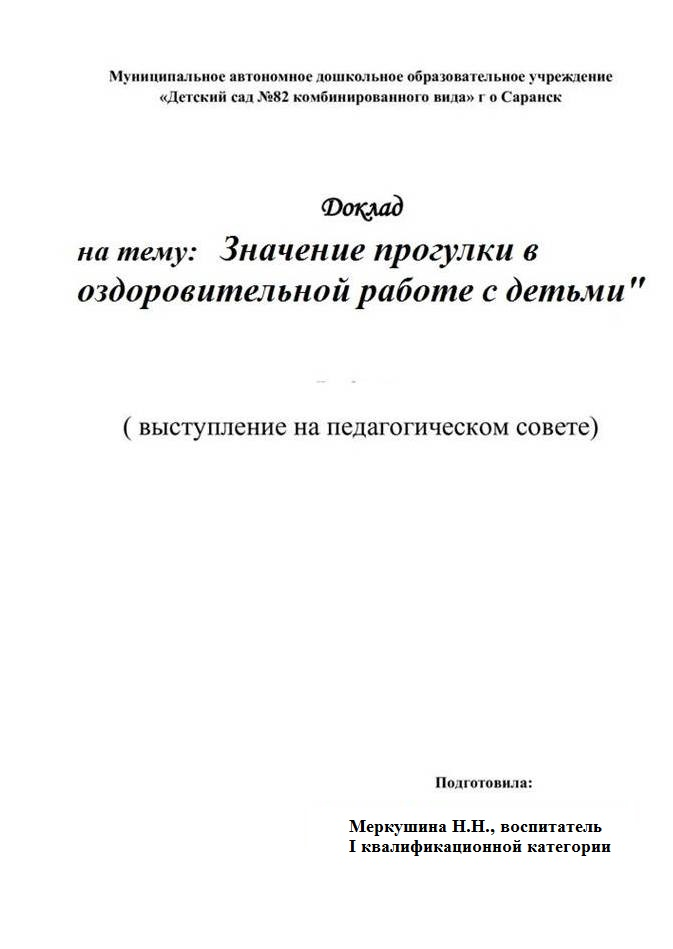 Муниципальное автономное дошкольное образовательное учреждение
«Детский сад №82 комбинированного вида» г о Саранск
Доклад
на тему: Значение прогулки в
оздоровительной работе с детьми"
( выступление на педагогическом совете)
Подготовила:
Меркушина Н.Н., воспитатель
I квалификационной категории